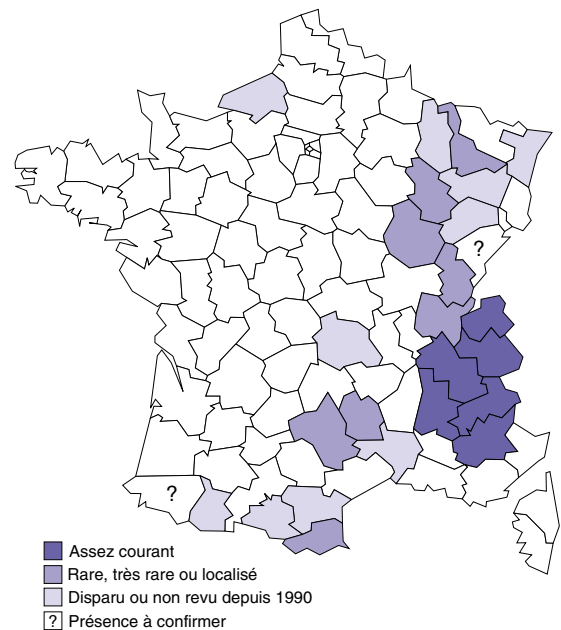 ?
?
Assez courant
Rare, très rare ou localisé
Disparu ou non revu depuis 1990
? Présence à confirmer